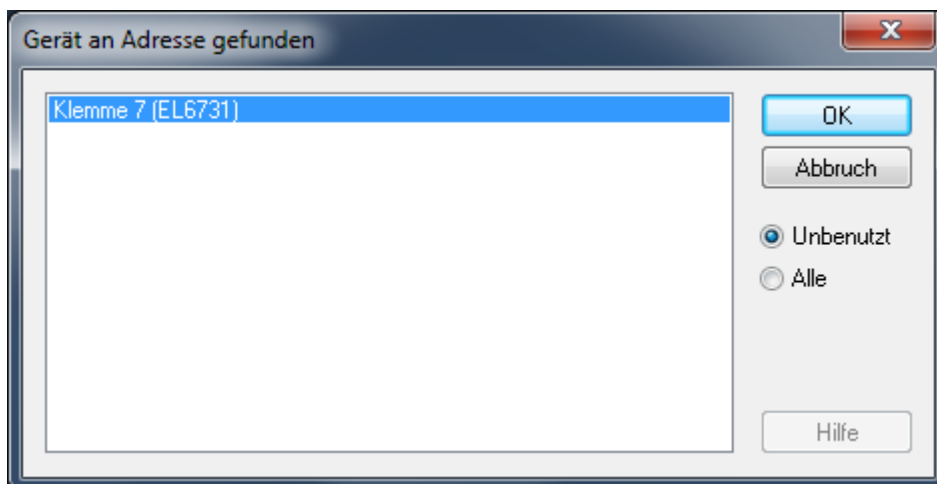 Gerät an Adresse gefunden
Klemme 7 (EL6731)
OK
Abbruch
Unbenutzt
Alle
Hilfe